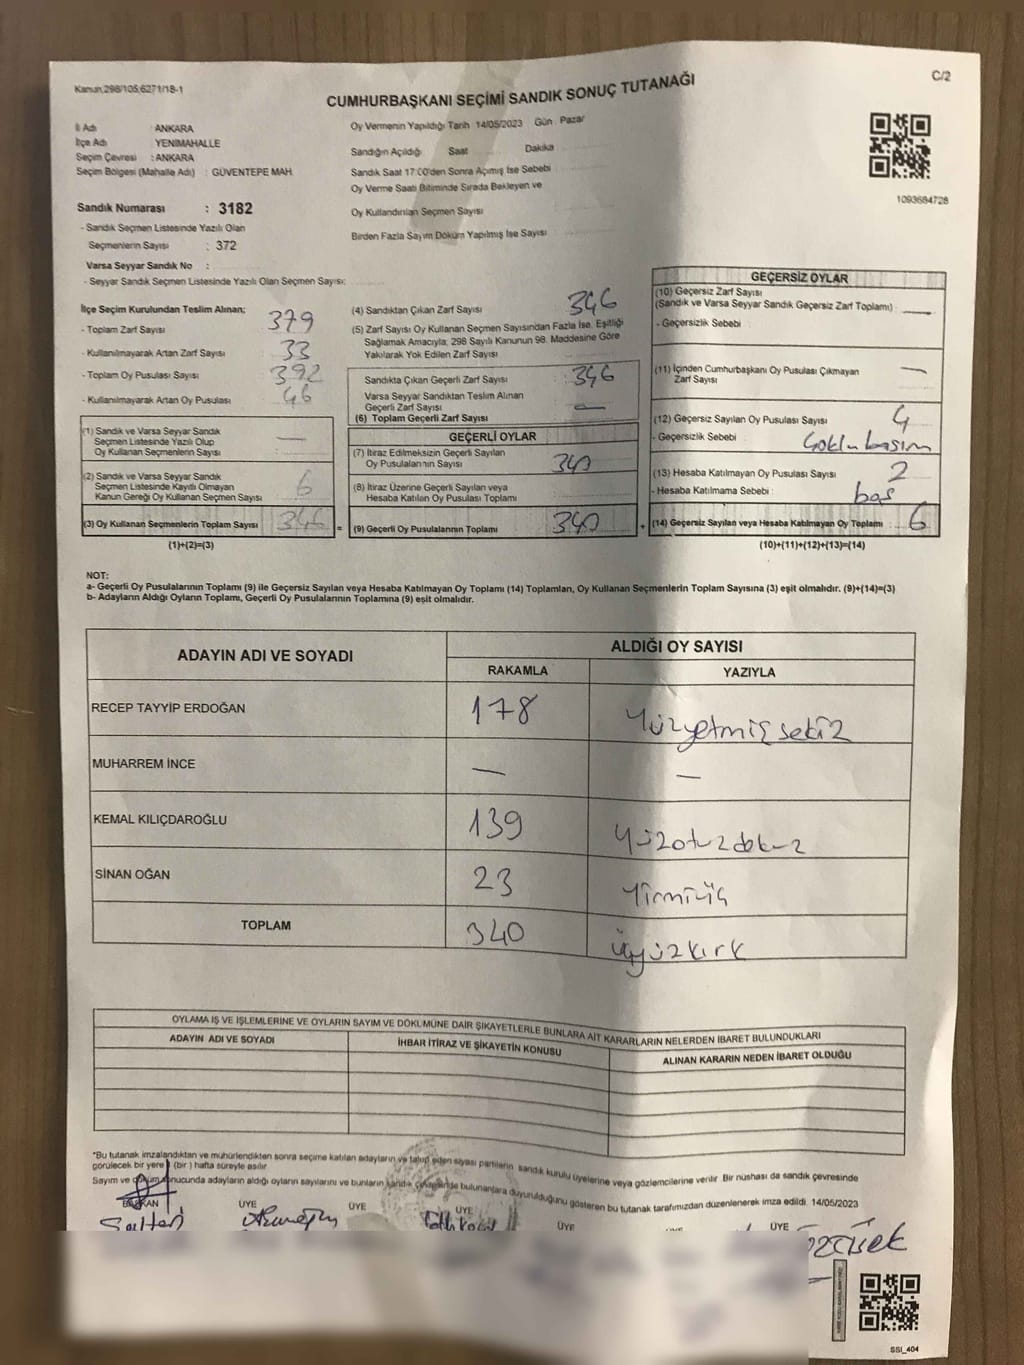 Kanun.298/105;6271/18-1
C/2
CUMHURBAŞKANI SEÇİMİ SANDIK SONUÇ TUTANAĞI
İl Adı : ANKARA
İlçe Adı YENİMAHALLE
Seçim Çevresi : ANKARA
Seçim Bölgesi (Mahalle Adı) : GÜVENTEPE MAH.
Sandık Numarası : 3182
- Sandık Seçmen Listesinde Yazılı Olan
Seçmenlerin Sayısı : 372
Varsa Seyyar Sandık No :
- Seyyar Sandık Seçmen Listesinde Yazılı Olan Seçmen Sayısı:
Oy Vermenin Yapıldığı Tarih 14/05/2023 Gün : Pazar
Sandığın Açıldığı Saat Dakika
Sandık Saat 17:00'den Sonra Açımış İse Sebebi
Oy Verme Saati Bitiminde Sırada Bekleyen ve
Oy Kullandırılan Seçmen Sayısı
Birden Fazla Sayım Döküm Yapılmış İse Sayısı
1093684728
İlçe Seçim Kurulundan Teslim Alınan;
- Toplam Zarf Sayısı 379
- Kullanılmayarak Artan Zarf Sayısı 33
- Toplam Oy Pusulası Sayısı 392
- Kullanılmayarak Artan Oy Pusulası 46
(1) Sandık ve Varsa Seyyar Sandık
Seçmen Listesinde Yazılı Olup
Oy Kullanan Seçmenlerin Sayısı : —
(2) Sandık ve Varsa Seyyar Sandık
Seçmen Listesinde Kayıtlı Olmayan
Kanun Gereği Oy Kullanan Seçmen Sayısı 6
(3) Oy Kullanan Seçmenlerin Toplam Sayısı 346 =
(1)+(2)=(3)
(4) Sandıktan Çıkan Zarf Sayısı 346
(5) Zarf Sayısı Oy Kullanan Seçmen Sayısından Fazla İse, Eşitliği
Sağlamak Amacıyla; 298 Sayılı Kanunun 98. Maddesine Göre
Yakılarak Yok Edilen Zarf Sayısı
Sandıkta Çıkan Geçerli Zarf Sayısı : 346
Varsa Seyyar Sandıktan Teslim Alınan
Geçerli Zarf Sayısı —
(6) Toplam Geçerli Zarf Sayısı
GEÇERLİ OYLAR
(7) İtiraz Edilmeksizin Geçerli Sayılan
Oy Pusulalarının Sayısı 340
(8) İtiraz Üzerine Geçerli Sayılan veya
Hesaba Katılan Oy Pusulası Toplamı
(9) Geçerli Oy Pusulalarının Toplamı 340 +
GEÇERSİZ OYLAR
(10) Geçersiz Zarf Sayısı
(Sandık ve Varsa Seyyar Sandık Geçersiz Zarf Toplamı) : —
- Geçersizlik Sebebi :
(11) İçinden Cumhurbaşkanı Oy Pusulası Çıkmayan
Zarf Sayısı —
(12) Geçersiz Sayılan Oy Pusulası Sayısı 4
- Geçersizlik Sebebi : Çoklu basım
(13) Hesaba Katılmayan Oy Pusulası Sayısı 2
- Hesaba Katılmama Sebebi : boş
(14) Geçersiz Sayılan veya Hesaba Katılmayan Oy Toplamı : 6
(10)+(11)+(12)+(13)=(14)
NOT:
a- Geçerli Oy Pusulalarının Toplamı (9) ile Geçersiz Sayılan veya Hesaba Katılmayan Oy Toplamı (14) Toplamları, Oy Kullanan Seçmenlerin Toplam Sayısına (3) eşit olmalıdır. (9)+(14)=(3)
b- Adayların Aldığı Oyların Toplamı, Geçerli Oy Pusulalarının Toplamına (9) eşit olmalıdır.
ADAYIN ADI VE SOYADI
ALDIĞI OY SAYISI
RAKAMLA YAZIYLA
RECEP TAYYİP ERDOĞAN 178 Yüzyetmişsekiz
MUHARREM İNCE — —
KEMAL KILIÇDAROĞLU 139 Yüzotuzdokuz
SİNAN OĞAN 23 Yirmiüç
TOPLAM 340 Üçyüzkırk
OYLAMA İŞ VE İŞLEMLERİNE VE OYLARIN SAYIM VE DÖKÜMÜNE DAİR ŞİKAYETLERLE BUNLARA AİT KARARLARIN NELERDEN İBARET BULUNDUKLARI
ADAYIN ADI VE SOYADI İHBAR İTİRAZ VE ŞİKAYETİN KONUSU ALINAN KARARIN NEDEN İBARET OLDUĞU
*Bu tutanak imzalandıktan ve mühürlendikten sonra seçime katılan adayların ve talep eden siyasi partilerin sandık kurulu üyelerine veya gözlemcilerine verilir. Bir nüshası da sandık çevresinde
görülecek bir yere (bir) hafta süreyle asılır.
Sayım ve döküm sonucunda adayların aldığı oyların sayılarını ve bunların sandık çevresinde bulunanlara duyurulduğunu gösteren bu tutanak tarafımızdan düzenlenerek imza edildi. 14/05/2023
BAŞKAN ÜYE ÜYE ÜYE ÜYE ÜYE
SSİ_404